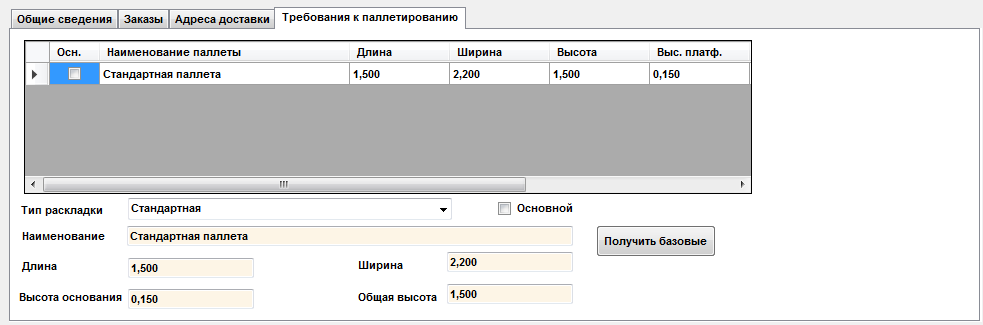 Общие сведения Заказы Адреса доставки Требования к паллетированию
Осн. Наименование паллеты Длина Ширина Высота Выс. платф.
Стандартная паллета 1,500 2,200 1,500 0,150
Тип раскладки Стандартная Основной
Наименование Стандартная паллета Получить базовые
Длина 1,500 Ширина 2,200
Высота основания 0,150 Общая высота 1,500